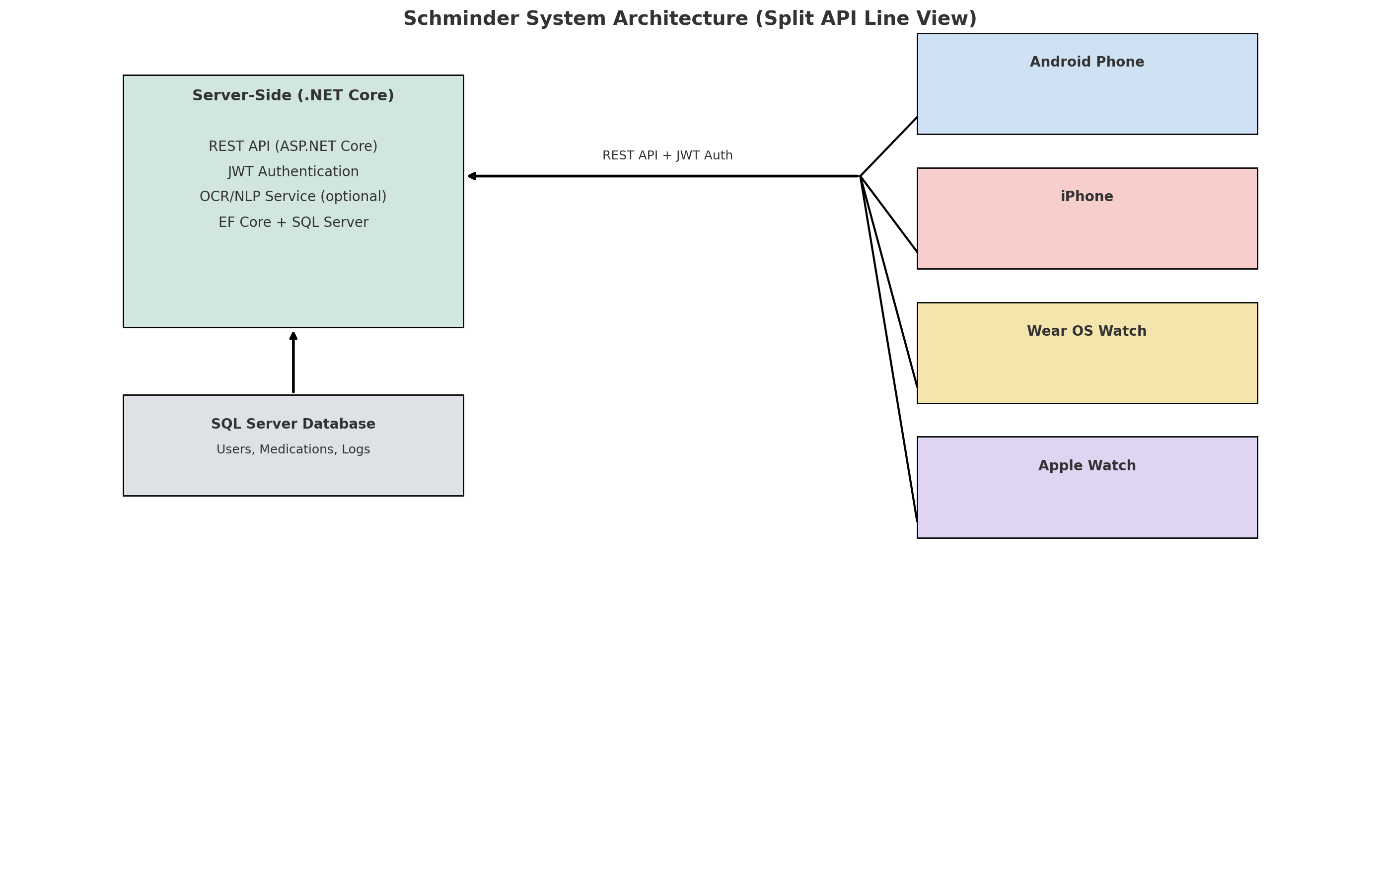 Schminder System Architecture (Split API Line View)
Server-Side (.NET Core)
REST API (ASP.NET Core)
JWT Authentication
OCR/NLP Service (optional)
EF Core + SQL Server
SQL Server Database
Users, Medications, Logs
REST API + JWT Auth
Android Phone
iPhone
Wear OS Watch
Apple Watch